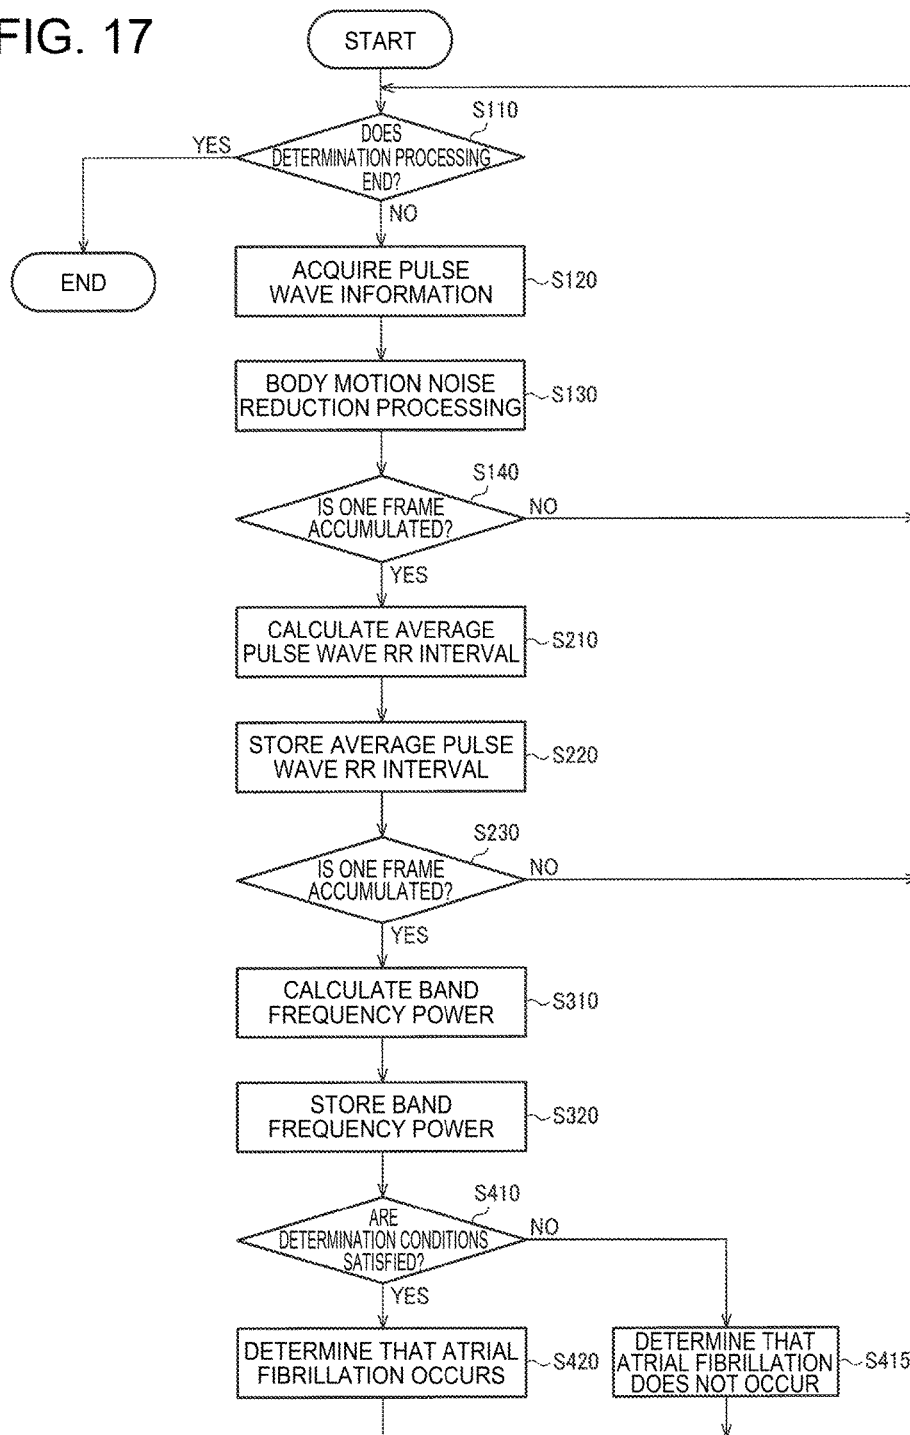 FIG. 17
START
S110
DOES
DETERMINATION PROCESSING
END?
YES
NO
END
ACQUIRE PULSE
WAVE INFORMATION
S120
BODY MOTION NOISE
REDUCTION PROCESSING
S130
S140
IS ONE FRAME
ACCUMULATED?
NO
YES
CALCULATE AVERAGE
PULSE WAVE RR INTERVAL
S210
STORE AVERAGE PULSE
WAVE RR INTERVAL
S220
S230
IS ONE FRAME
ACCUMULATED?
NO
YES
CALCULATE BAND
FREQUENCY POWER
S310
STORE BAND
FREQUENCY POWER
S320
S410
ARE
DETERMINATION CONDITIONS
SATISFIED?
NO
YES
DETERMINE THAT ATRIAL
FIBRILLATION OCCURS
S420
DETERMINE THAT
ATRIAL FIBRILLATION
DOES NOT OCCUR
S415